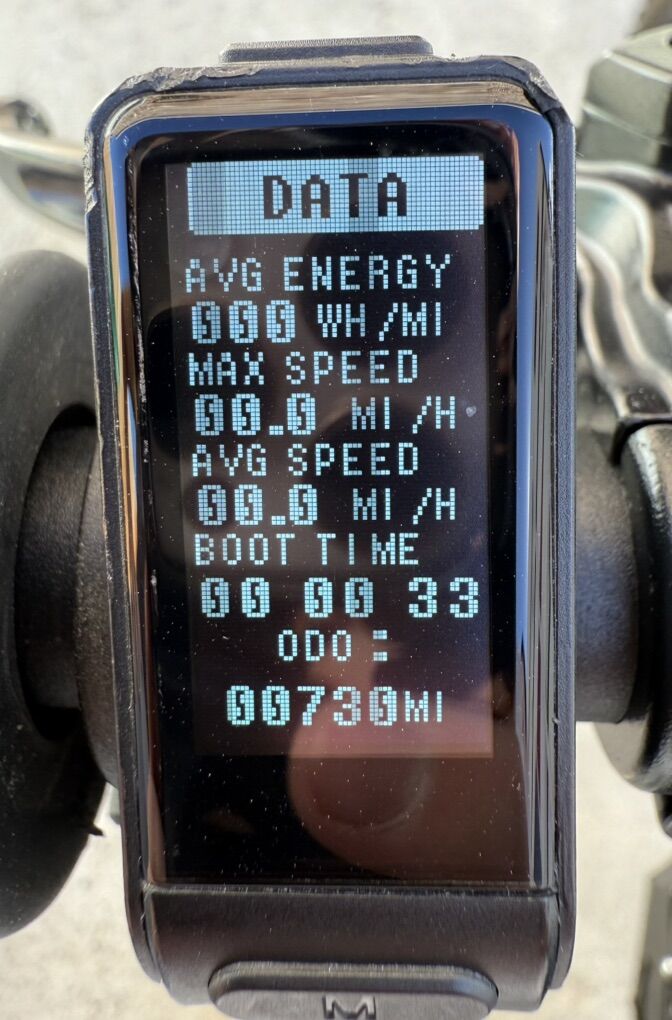 DATA
AVG ENERGY
000 WH/MI
MAX SPEED
00.0 MI/H
AVG SPEED
00.0 MI/H
BOOT TIME
00 00 33
ODO:
00730MI
M